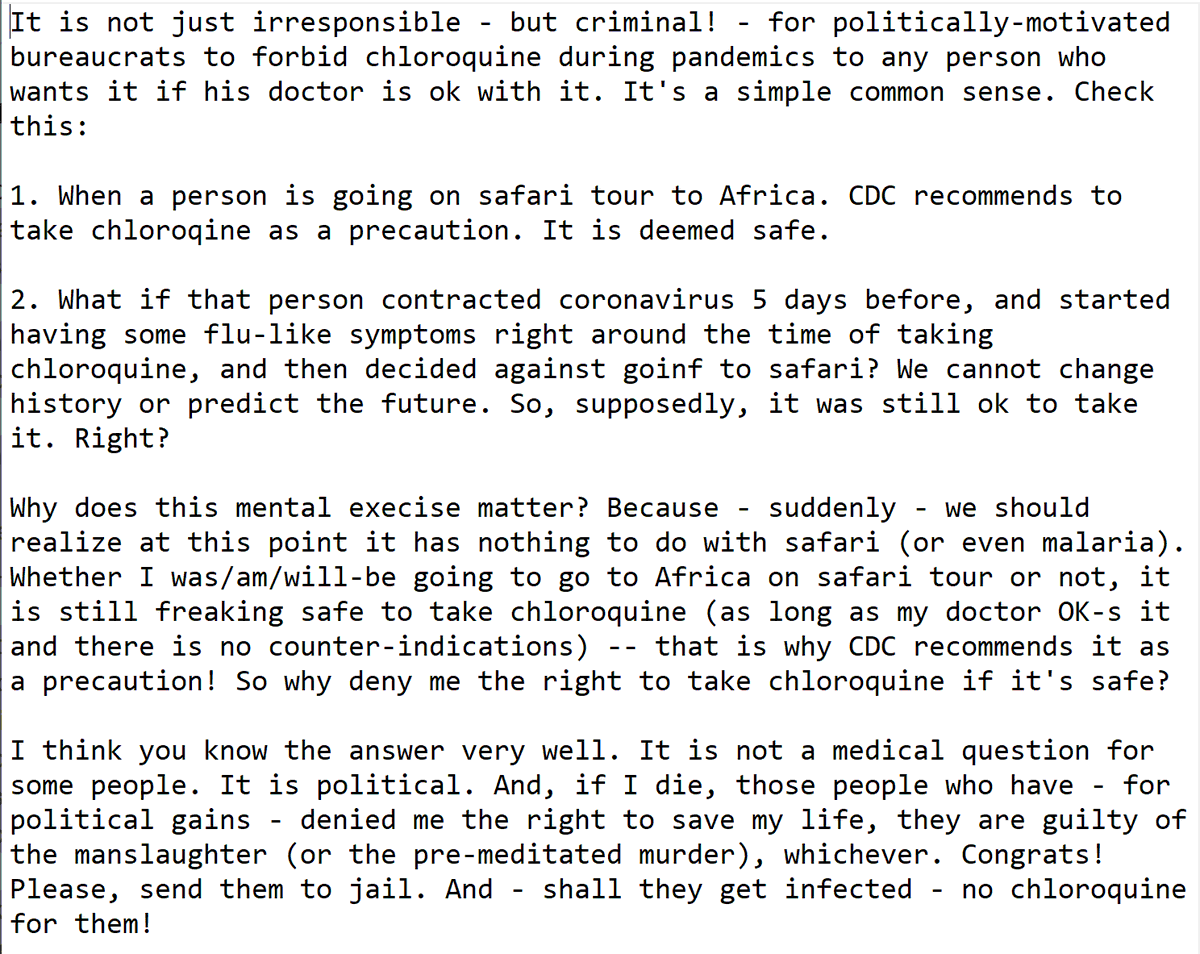 It is not just irresponsible - but criminal! - for politically-motivated
bureaucrats to forbid chloroquine during pandemics to any person who
wants it if his doctor is ok with it. It's a simple common sense. Check
this:
1. When a person is going on safari tour to Africa. CDC recommends to
take chloroqine as a precaution. It is deemed safe.
2. What if that person contracted coronavirus 5 days before, and started
having some flu-like symptoms right around the time of taking
chloroquine, and then decided against goinf to safari? We cannot change
history or predict the future. So, supposedly, it was still ok to take
it. Right?
Why does this mental execise matter? Because - suddenly - we should
realize at this point it has nothing to do with safari (or even malaria).
Whether I was/am/will-be going to go to Africa on safari tour or not, it
is still freaking safe to take chloroquine (as long as my doctor OK-s it
and there is no counter-indications) -- that is why CDC recommends it as
a precaution! So why deny me the right to take chloroquine if it's safe?
I think you know the answer very well. It is not a medical question for
some people. It is political. And, if I die, those people who have - for
political gains - denied me the right to save my life, they are guilty of
the manslaughter (or the pre-meditated murder), whichever. Congrats!
Please, send them to jail. And - shall they get infected - no chloroquine
for them!